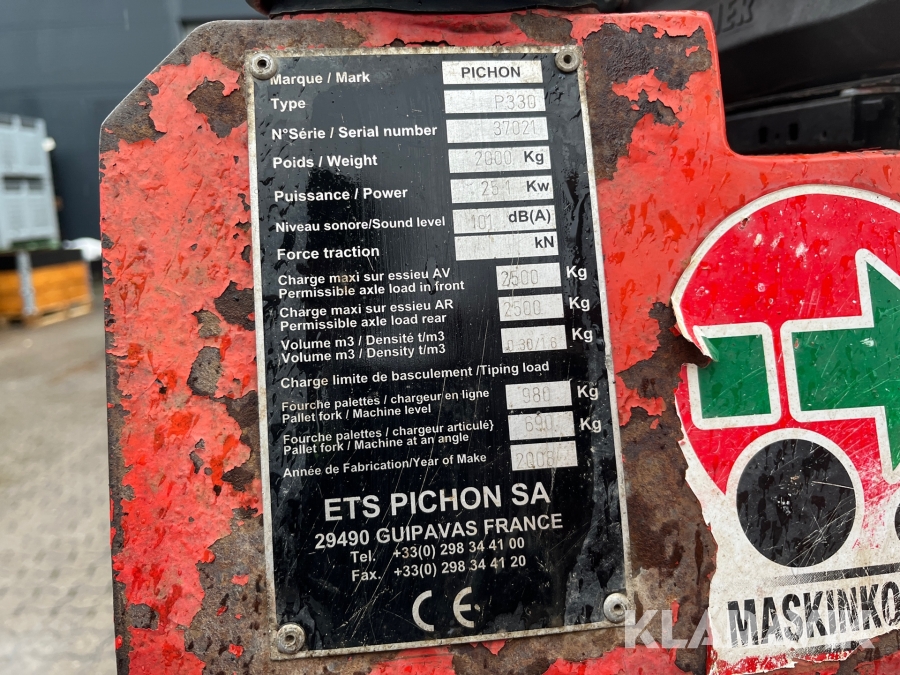 Marque / Mark PICHON
Type P330
N°Série / Serial number 37021
Poids / Weight 2000 Kg
Puissance / Power 25.1 Kw
Niveau sonore/Sound level 101 dB(A)
Force traction kN
Charge maxi sur essieu AV 2500 Kg
Permissible axle load in front
Charge maxi sur essieu AR 2500 Kg
Permissible axle load rear
Volume m3 / Densité t/m3 0.30/1.8 Kg
Volume m3 / Density t/m3
Charge limite de basculement /Tiping load
Fourche palettes / chargeur en ligne 980 Kg
Pallet fork / Machine level
Fourche palettes / chargeur articulé} 690 Kg
Pallet fork / Machine at an angle
Année de Fabrication/Year of Make 2008
ETS PICHON SA
29490 GUIPAVAS FRANCE
Tel. +33(0) 298 34 41 00
Fax. +33(0) 298 34 41 20
CE
MASKINKO